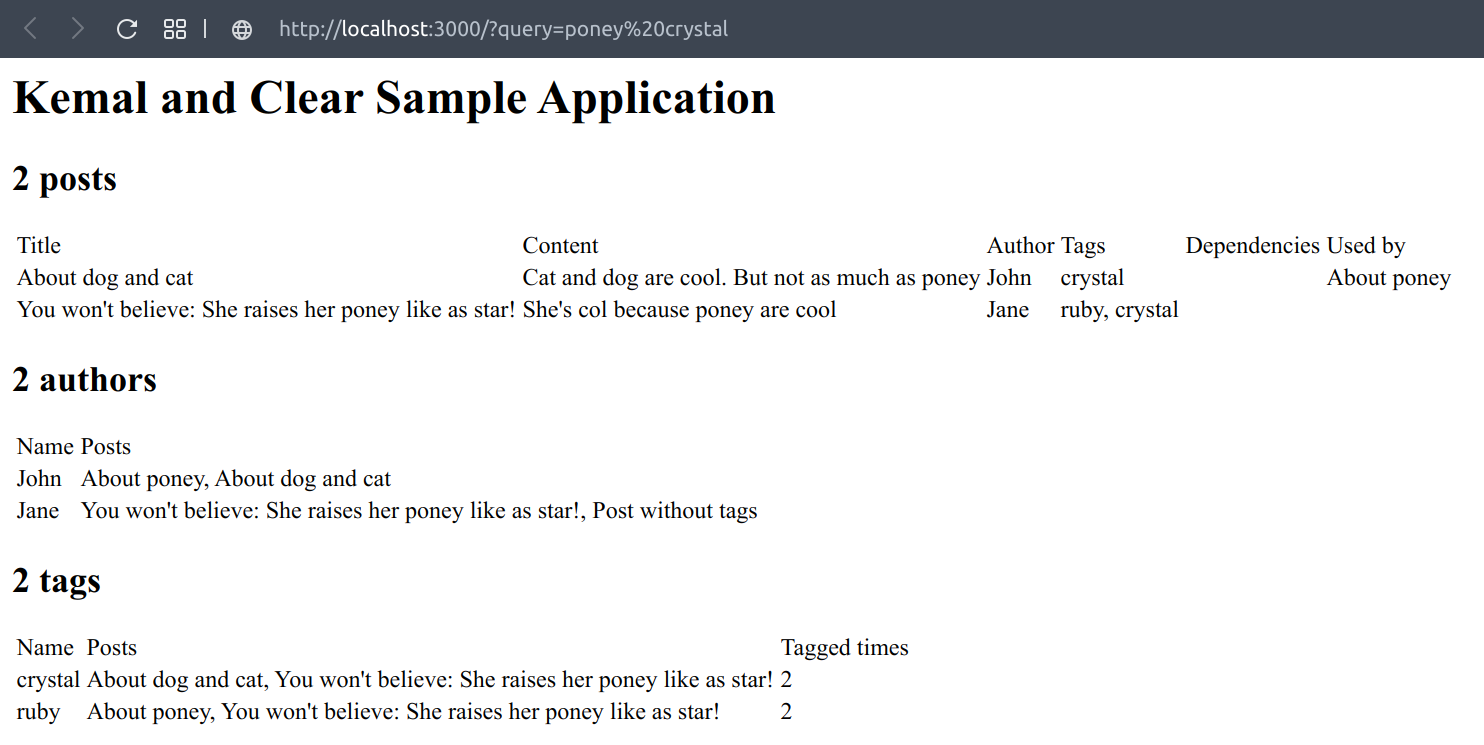 http://localhost:3000/?query=poney%20crystal
Kemal and Clear Sample Application
2 posts
Title Content Author Tags Dependencies Used by
About dog and cat Cat and dog are cool. But not as much as poney John crystal About poney
You won't believe: She raises her poney like as star! She's col because poney are cool Jane ruby, crystal
2 authors
Name Posts
John About poney, About dog and cat
Jane You won't believe: She raises her poney like as star!, Post without tags
2 tags
Name Posts Tagged times
crystal About dog and cat, You won't believe: She raises her poney like as star! 2
ruby About poney, You won't believe: She raises her poney like as star! 2